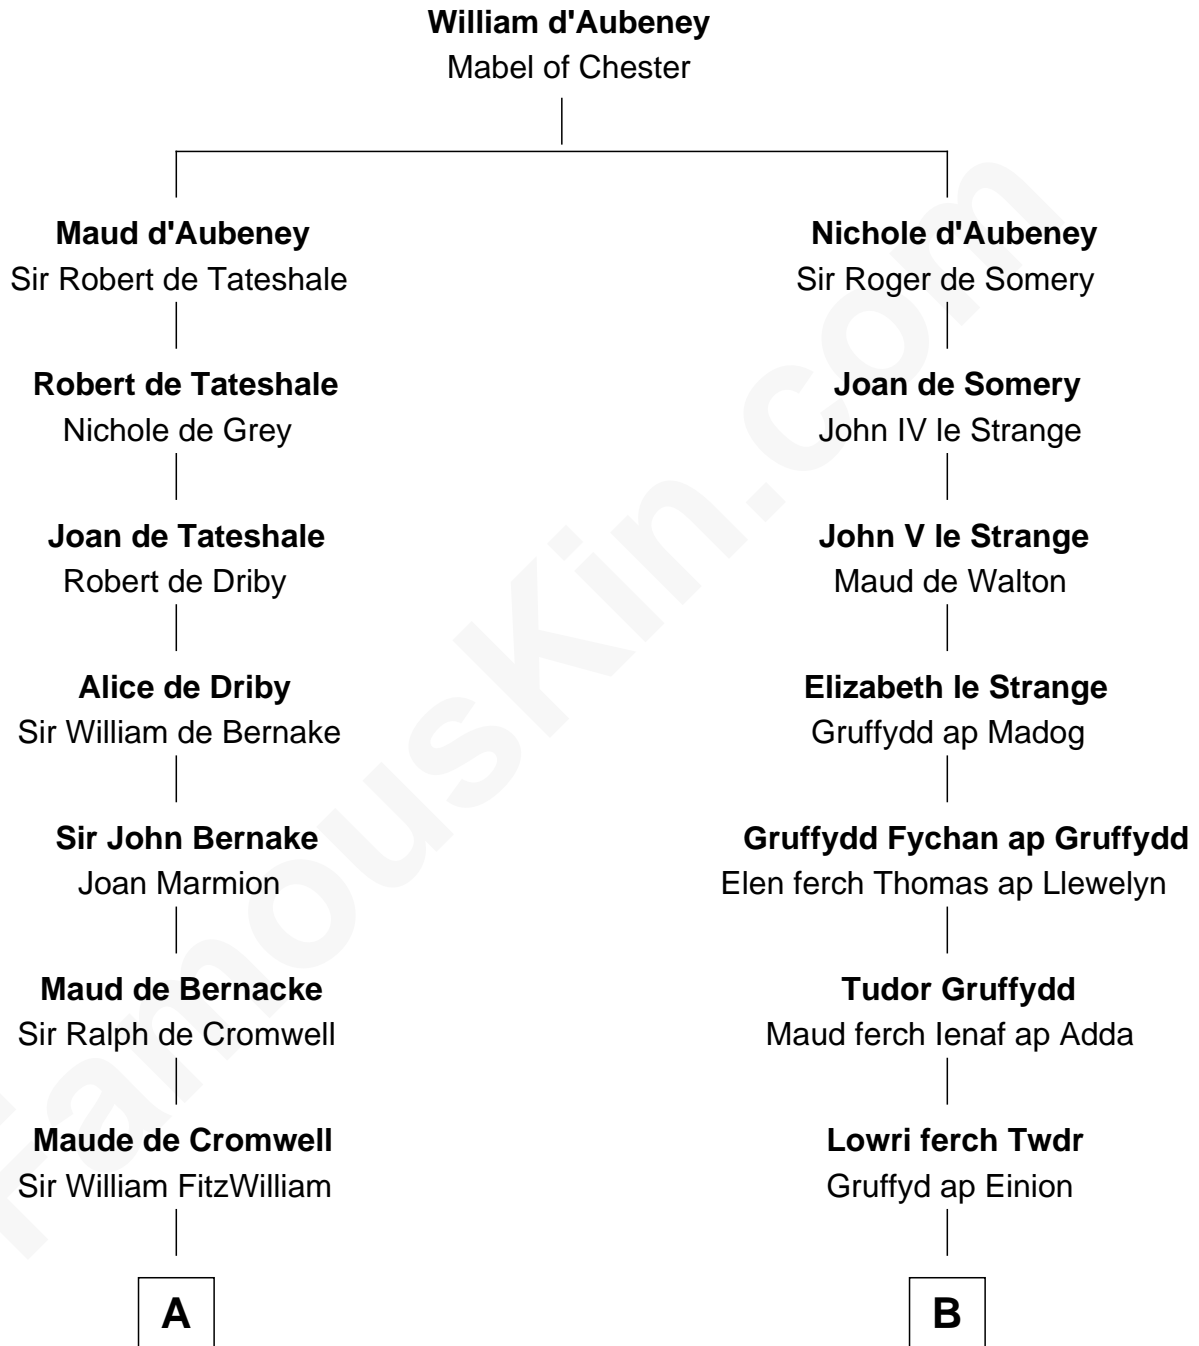 William d'Aubeney
Mabel of Chester
Maud d'Aubeney
Sir Robert de Tateshale
Nichole d'Aubeney
Sir Roger de Somery
Robert de Tateshale
Nichole de Grey
Joan de Somery
John IV le Strange
Joan de Tateshale
Robert de Driby
John V le Strange
Maud de Walton
Alice de Driby
Sir William de Bernake
Elizabeth le Strange
Gruffydd ap Madog
Sir John Bernake
Joan Marmion
Gruffydd Fychan ap Gruffydd
Elen ferch Thomas ap Llewelyn
Maud de Bernacke
Sir Ralph de Cromwell
Tudor Gruffydd
Maud ferch Ienaf ap Adda
Maude de Cromwell
Sir William FitzWilliam
Lowri ferch Twdr
Gruffyd ap Einion
A
B
FamousKin.com